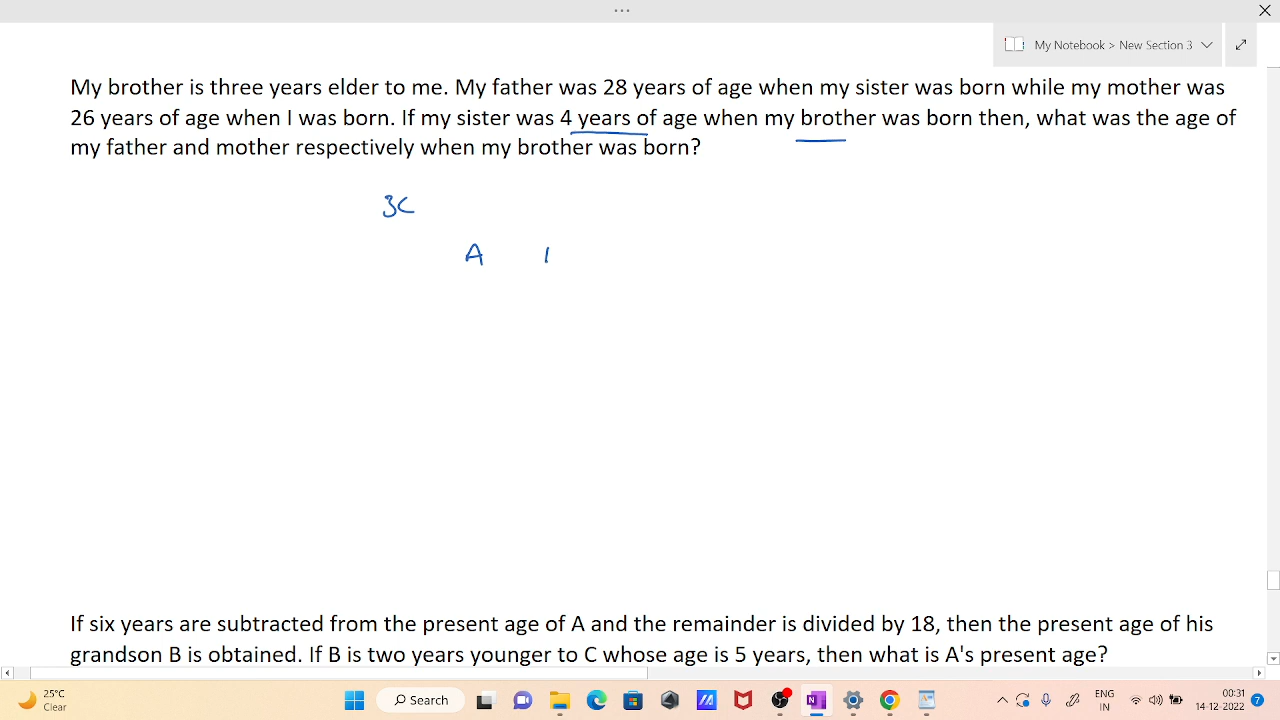 ...
My Notebook > New Section 3
My brother is three years elder to me. My father was 28 years of age when my sister was born while my mother was
26 years of age when I was born. If my sister was 4 years of age when my brother was born then, what was the age of
my father and mother respectively when my brother was born?
3C
A I
If six years are subtracted from the present age of A and the remainder is divided by 18, then the present age of his
grandson B is obtained. If B is two years younger to C whose age is 5 years, then what is A's present age?
25°C
Clear
Search
ENG
IN
08:31
14-12-2022
7